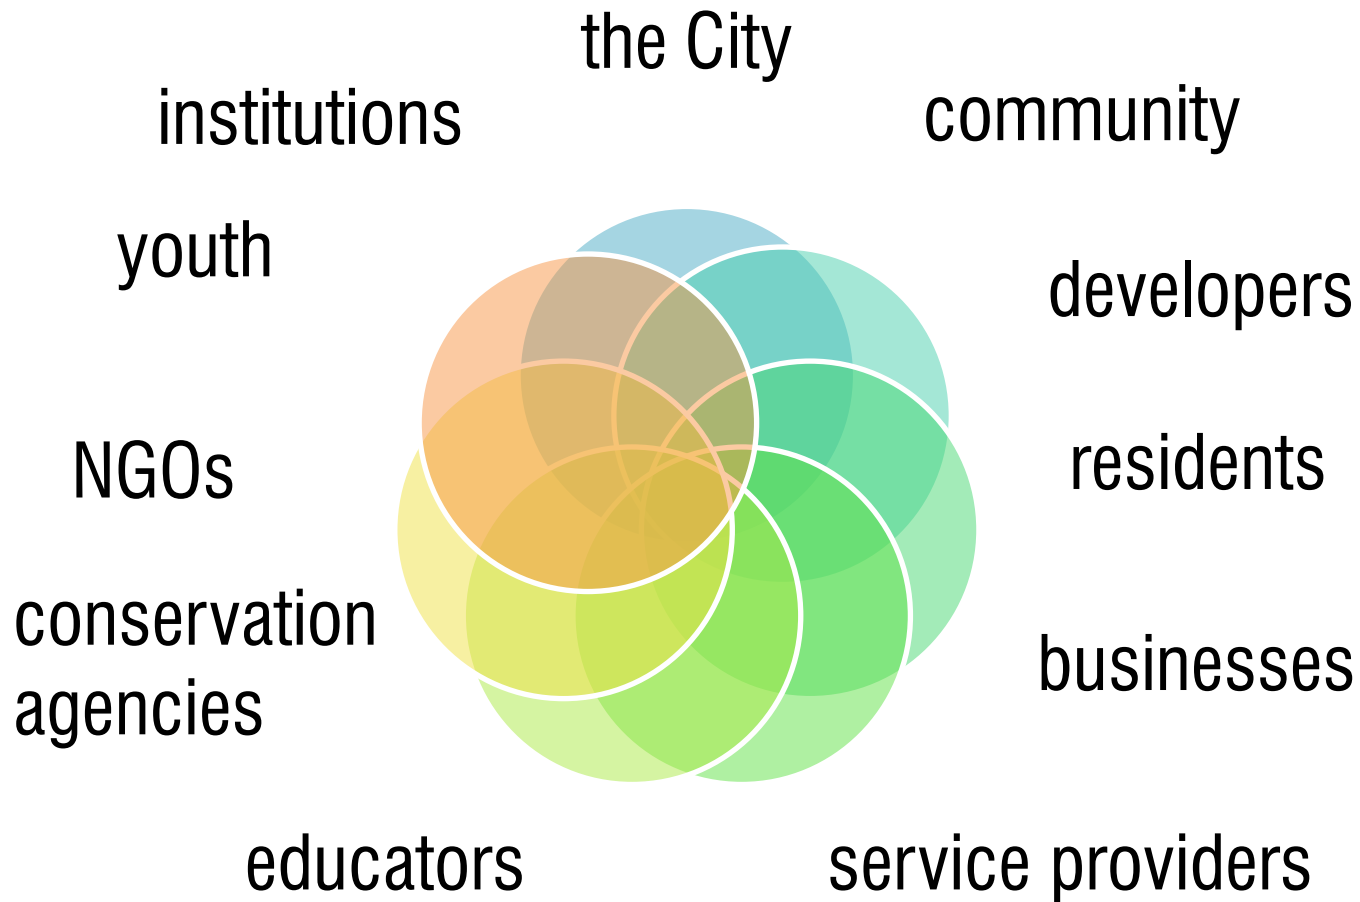 the City
institutions
community
youth
developers
NGOs
residents
conservation
agencies
businesses
educators
service providers